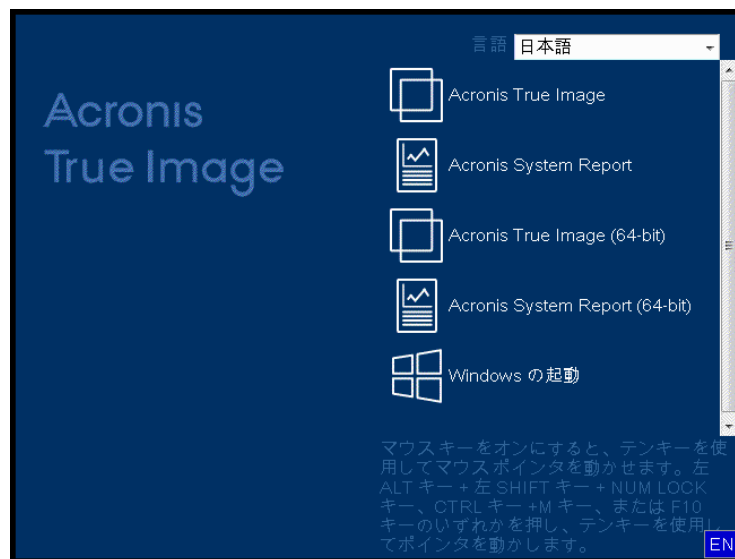 言語 日本語
Acronis
True Image
Acronis True Image
Acronis System Report
Acronis True Image (64-bit)
Acronis System Report (64-bit)
Windows の起動
マウスキーをオンにすると、テンキーを使
用してマウスポインタを動かせます。左
ALT キー + 左 SHIFT キー + NUM LOCK
キー、CTRL キー +M キー、または F10
キーのいずれかを押し、テンキーを使用し
てポインタを動かします。
EN